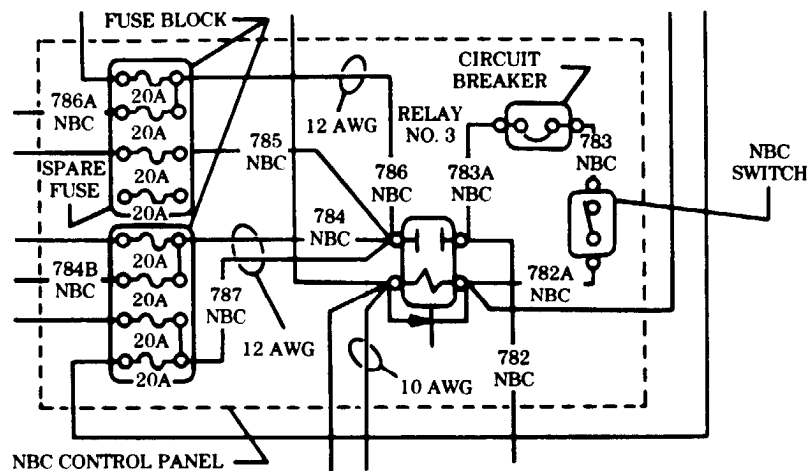 FUSE BLOCK
CIRCUIT
BREAKER
20A
786A
NBC
20A
12 AWG
RELAY
NO. 3
785
NBC
786
NBC
783A
NBC
783
NBC
NBC
SWITCH
20A
SPARE
FUSE
20A
784
NBC
20A
784B
NBC
787
NBC
782A
NBC
20A
20A
12 AWG
782
NBC
20A
10 AWG
NBC CONTROL PANEL